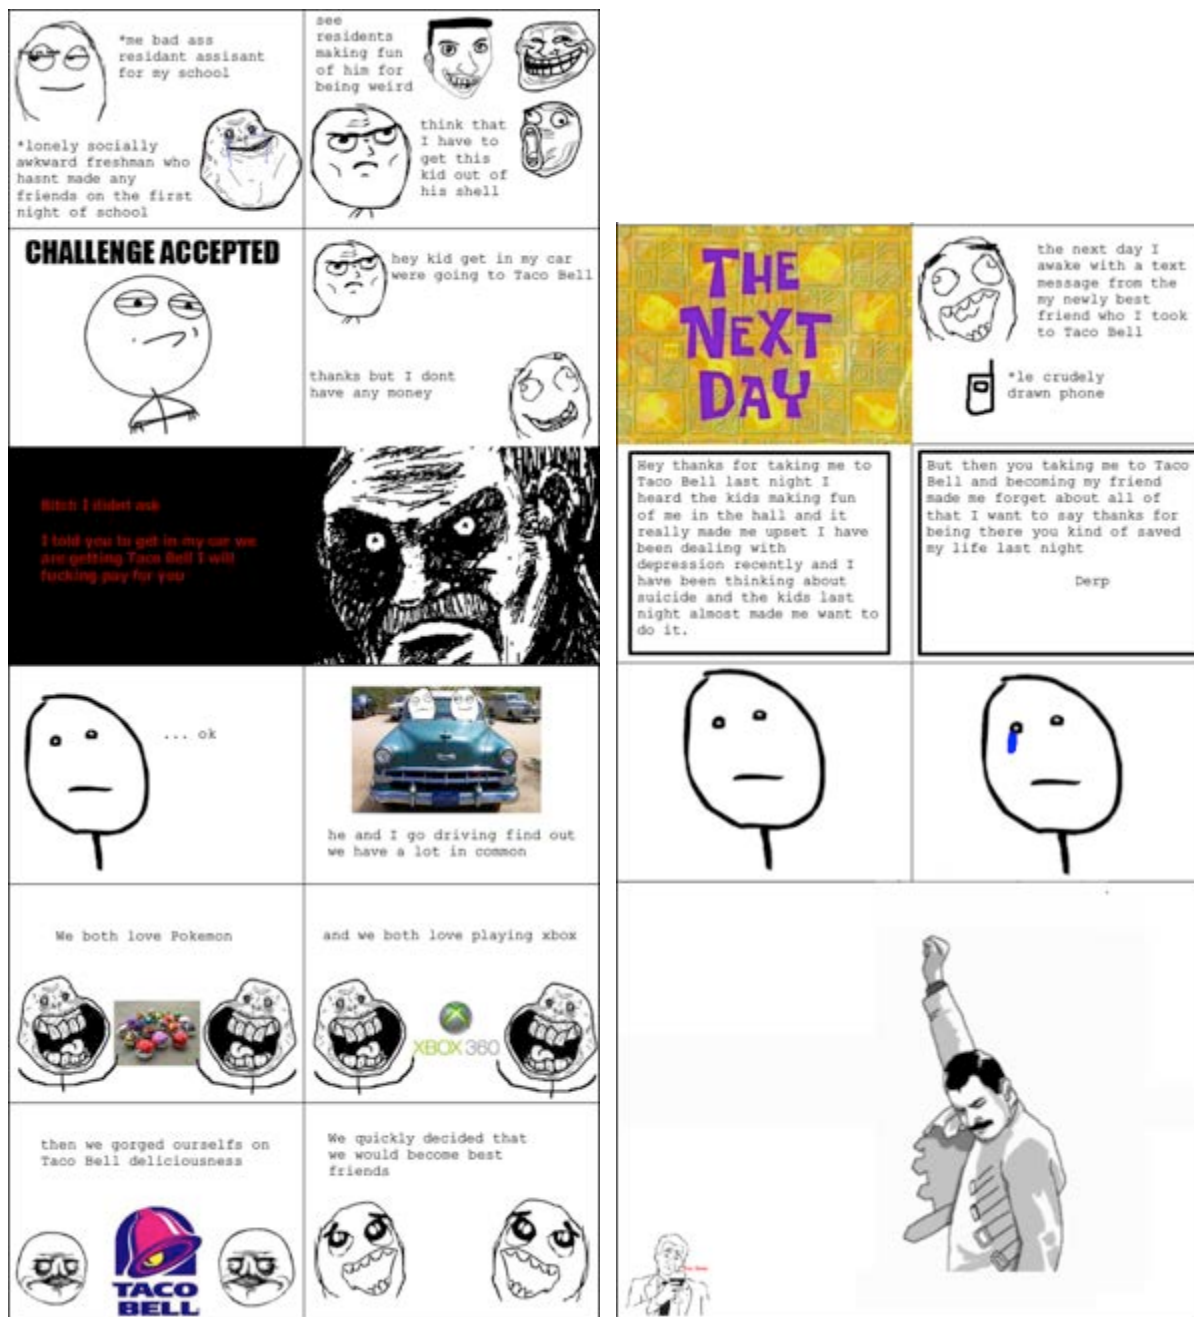 *me bad ass
residant assisant
for my school
*lonely socially
awkward freshman who
hasnt made any
friends on the first
night of school
see
residents
making fun
of him for
being weird
think that
I have to
get this
kid out of
his shell
CHALLENGE ACCEPTED
hey kid get in my car
were going to Taco Bell
thanks but I dont
have any money
Bitch I didnt ask
I told you to get in my car we
are getting Taco Bell I will
fucking pay for you
... ok
he and I go driving find out
we have a lot in common
We both love Pokemon
and we both love playing xbox
XBOX 360
then we gorged ourselfs on
Taco Bell deliciousness
TACO
BELL
We quickly decided that
we would become best
friends
THE
NEXT
DAY
the next day I
awake with a text
message from the
my newly best
friend who I took
to Taco Bell
*le crudely
drawn phone
Hey thanks for taking me to
Taco Bell last night I
heard the kids making fun
of me in the hall and it
really made me upset I have
been dealing with
depression recently and I
have been thinking about
suicide and the kids last
night almost made me want to
do it.
But then you taking me to Taco
Bell and becoming my friend
made me forget about all of
that I want to say thanks for
being there you kind of saved
my life last night
Derp